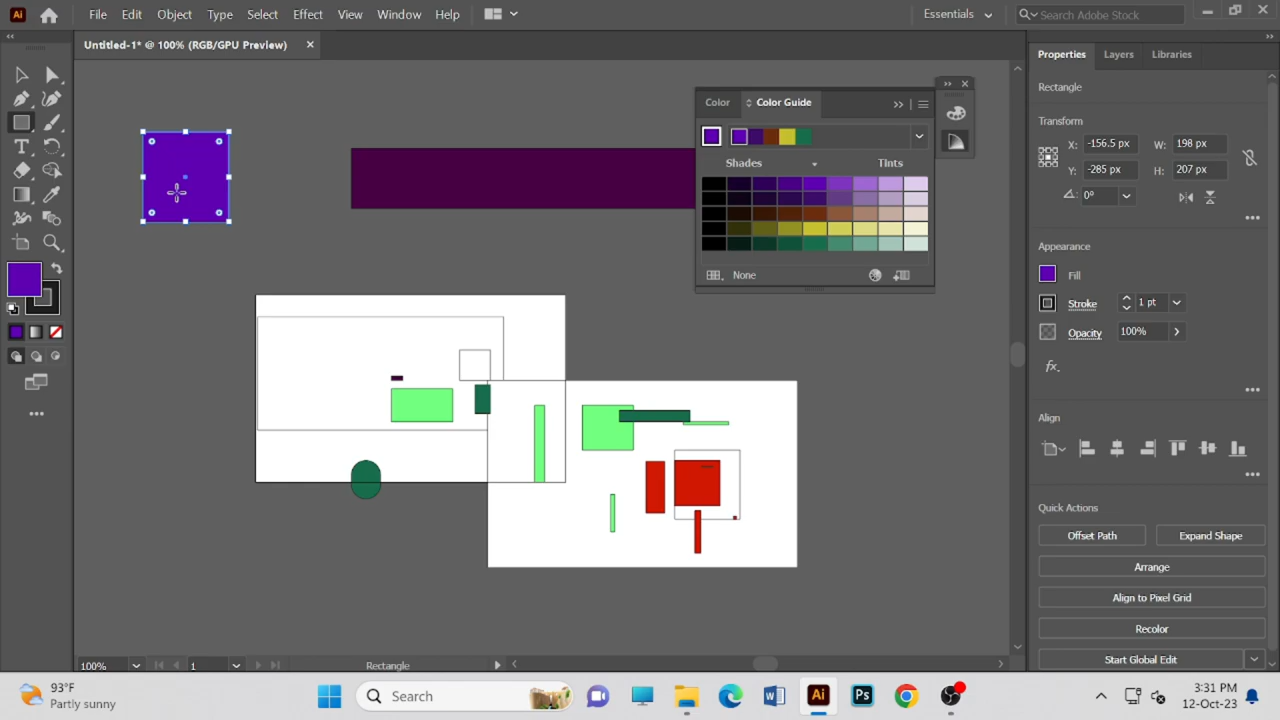 Ai File Edit Object Type Select Effect View Window Help Essentials Search Adobe Stock
Untitled-1* @ 100% (RGB/GPU Preview)
Color Color Guide
Shades Tints
None
Properties Layers Libraries
Rectangle
Transform
X: -156.5 px W: 198 px
Y: -285 px H: 207 px
0°
Appearance
Fill
Stroke 1 pt
Opacity 100%
fx.
Align
Quick Actions
Offset Path Expand Shape
Arrange
Align to Pixel Grid
Recolor
Start Global Edit
100% 1 Rectangle
93°F
Partly sunny
Search
W Ai Ps
3:31 PM
12-Oct-23